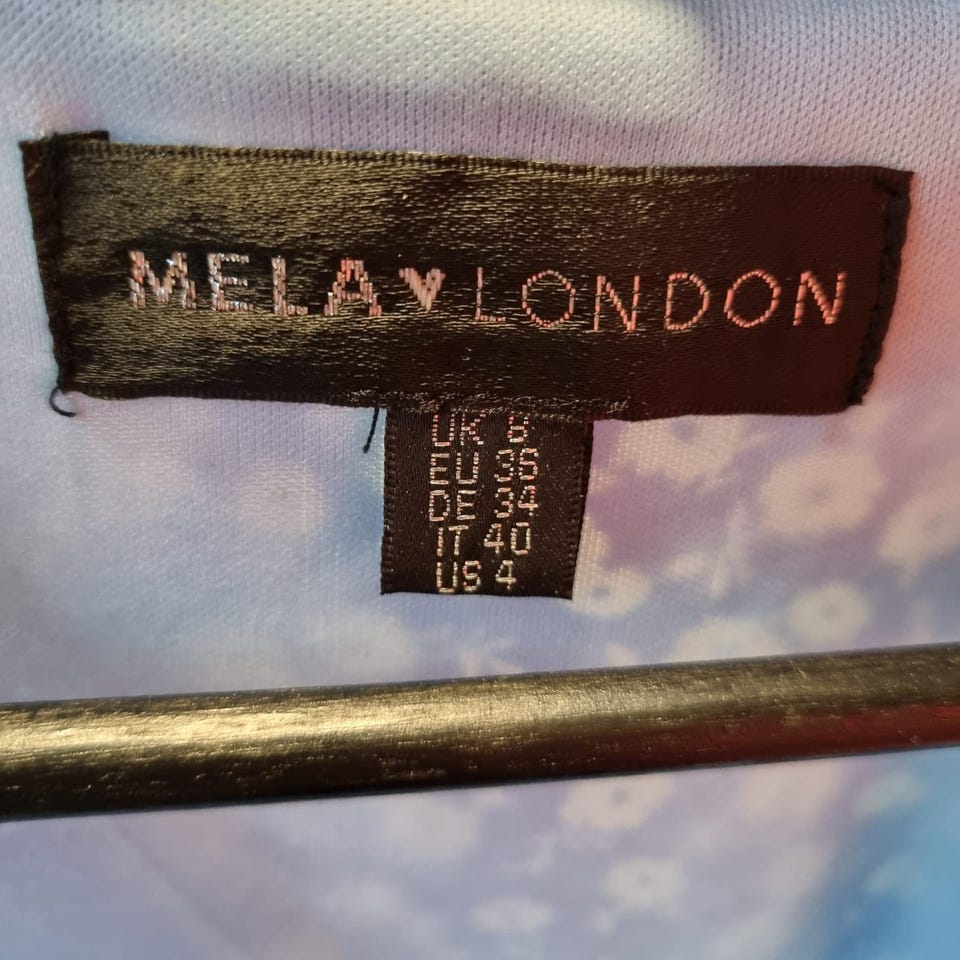 MELA♥LONDON
UK 8
EU 36
DE 34
IT 40
US 4